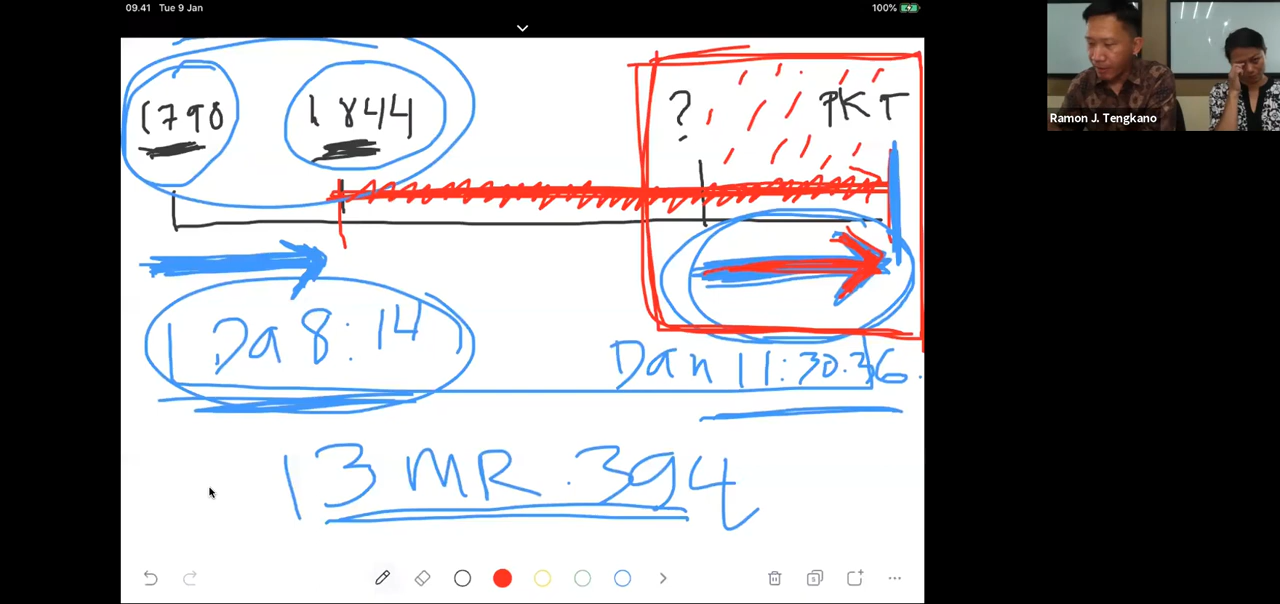 09.41 Tue 9 Jan
100%
1798
1844
?
PKT
Ramon J. Tengkano
Da 8:14
Dan 11:30.36.
13 MR.394